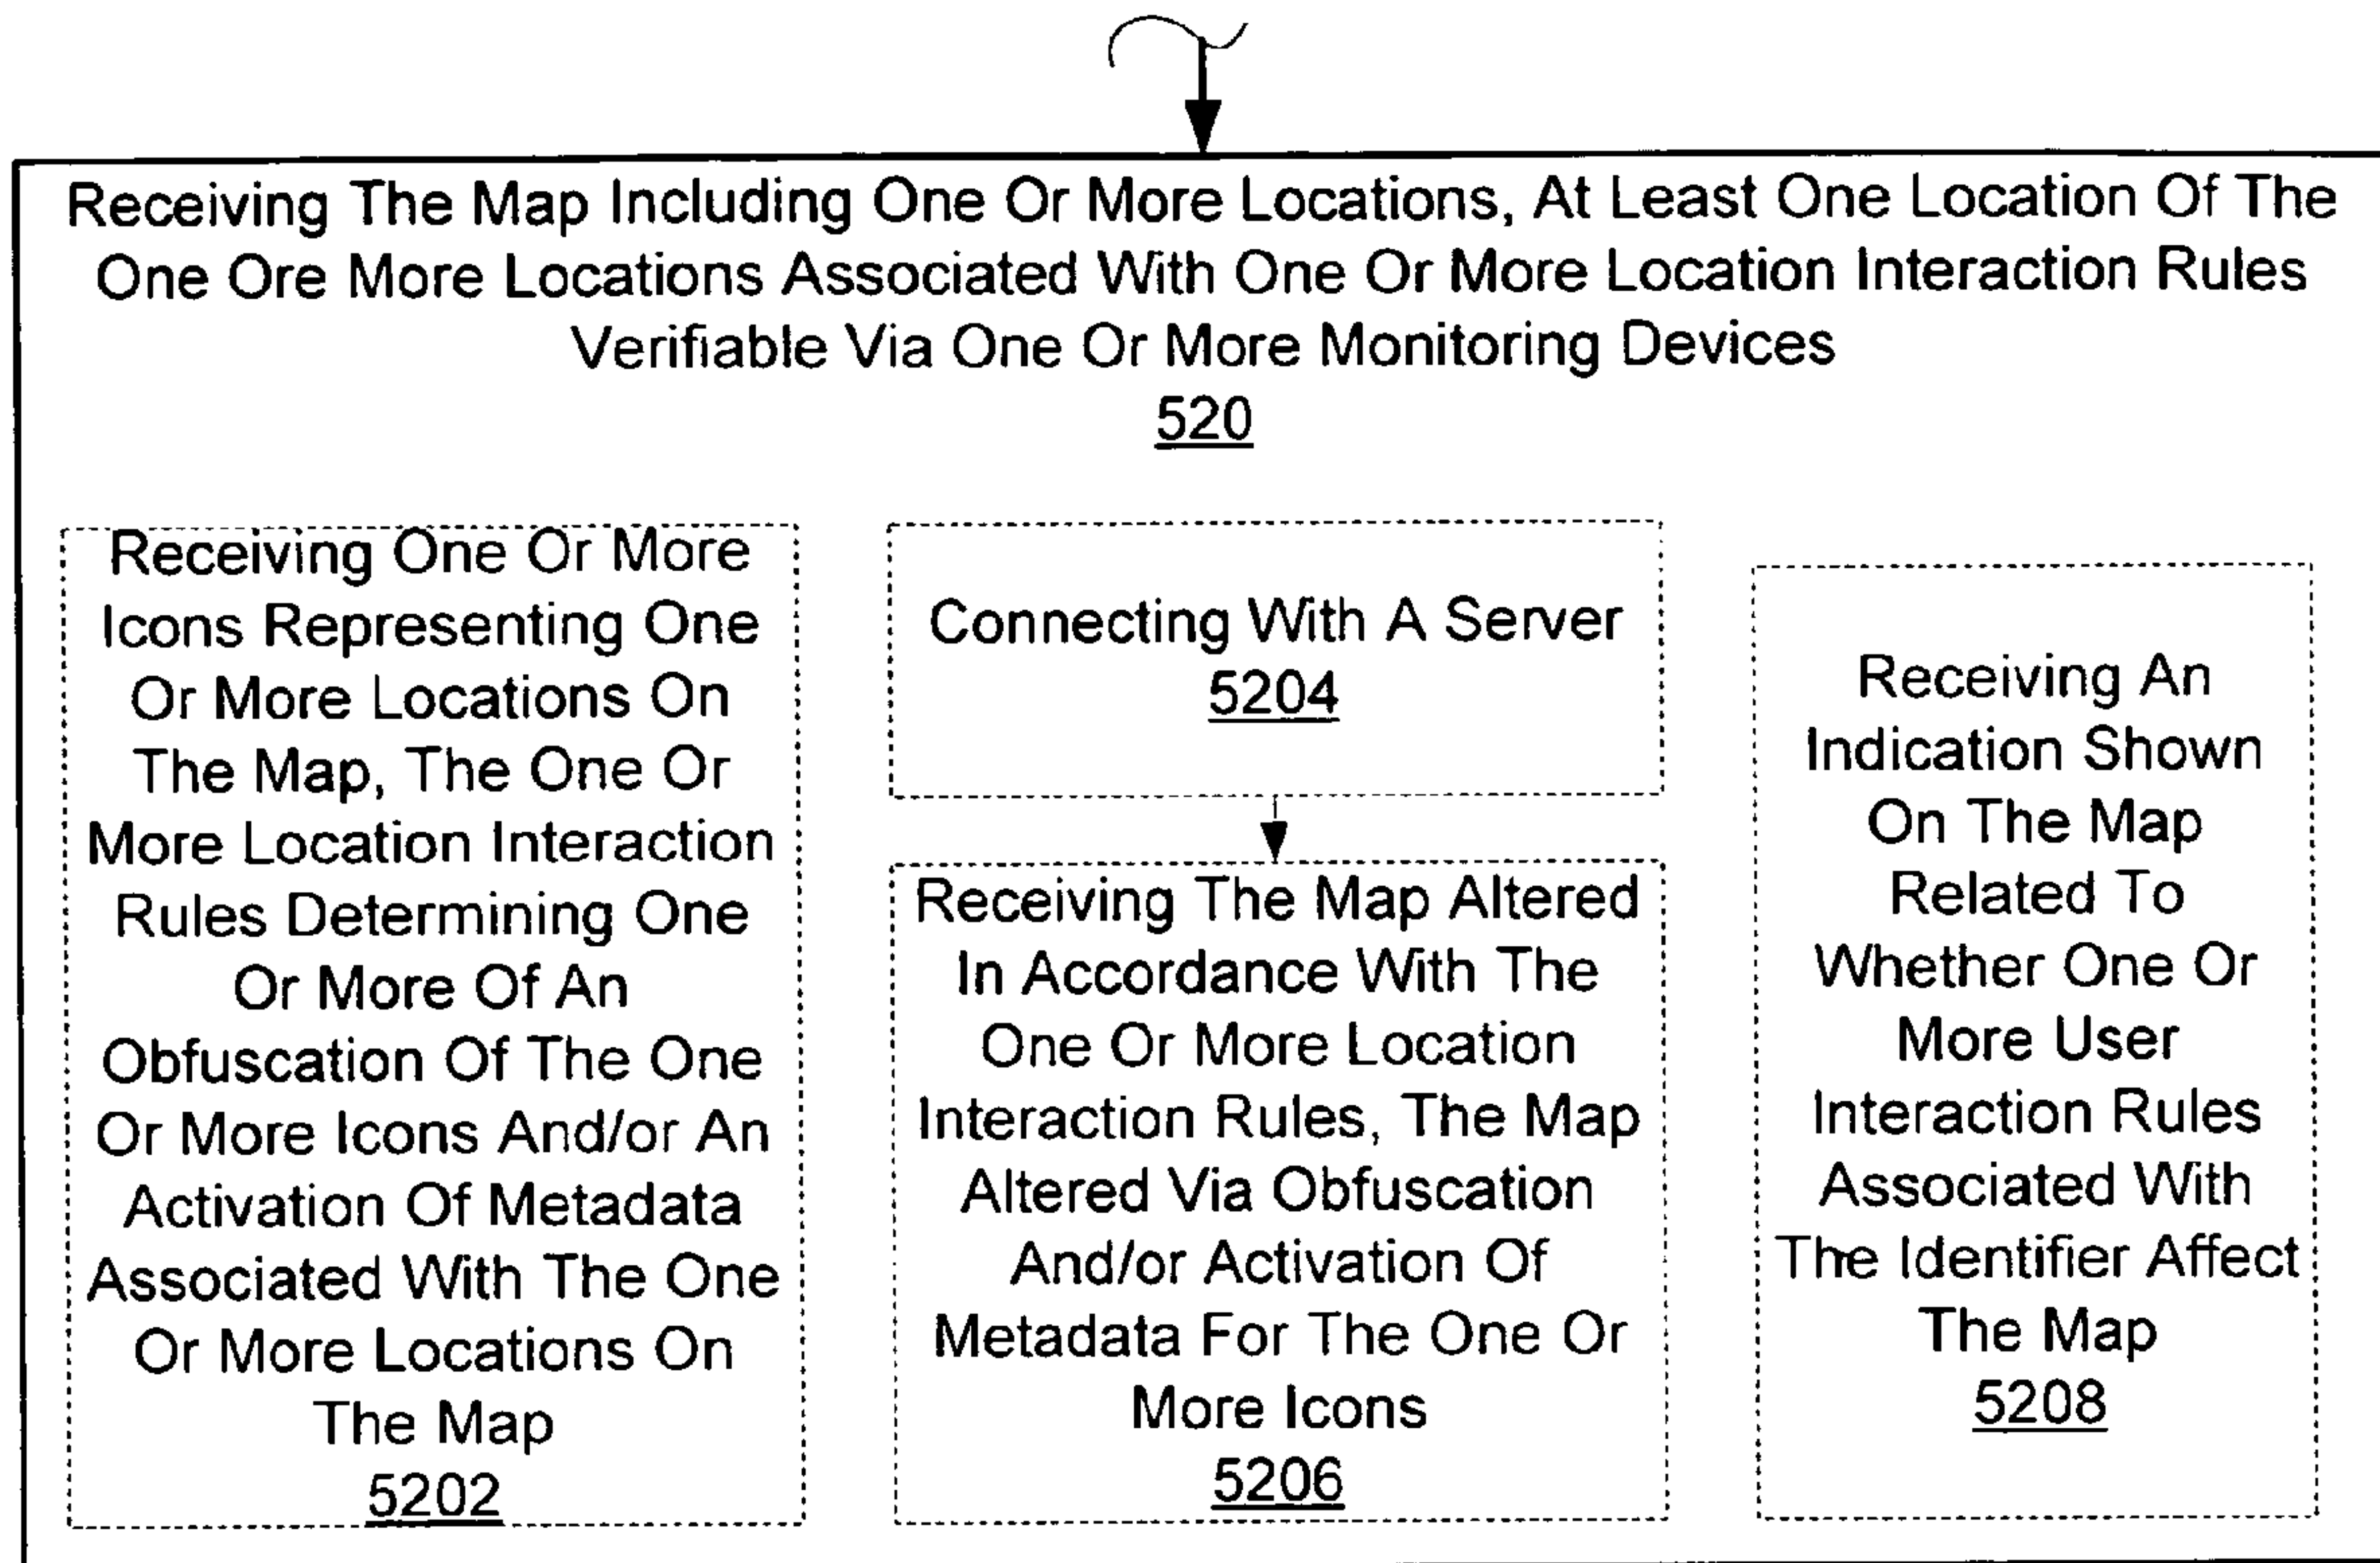 Receiving The Map Including One Or More Locations, At Least One Location Of The
One Ore More Locations Associated With One Or More Location Interaction Rules
Verifiable Via One Or More Monitoring Devices
520
Receiving One Or More
Icons Representing One
Or More Locations On
The Map, The One Or
More Location Interaction
Rules Determining One
Or More Of An
Obfuscation Of The One
Or More Icons And/or An
Activation Of Metadata
Associated With The One
Or More Locations On
The Map
5202
Connecting With A Server
5204
Receiving The Map Altered
In Accordance With The
One Or More Location
Interaction Rules, The Map
Altered Via Obfuscation
And/or Activation Of
Metadata For The One Or
More Icons
5206
Receiving An
Indication Shown
On The Map
Related To
Whether One Or
More User
Interaction Rules
Associated With
The Identifier Affect
The Map
5208